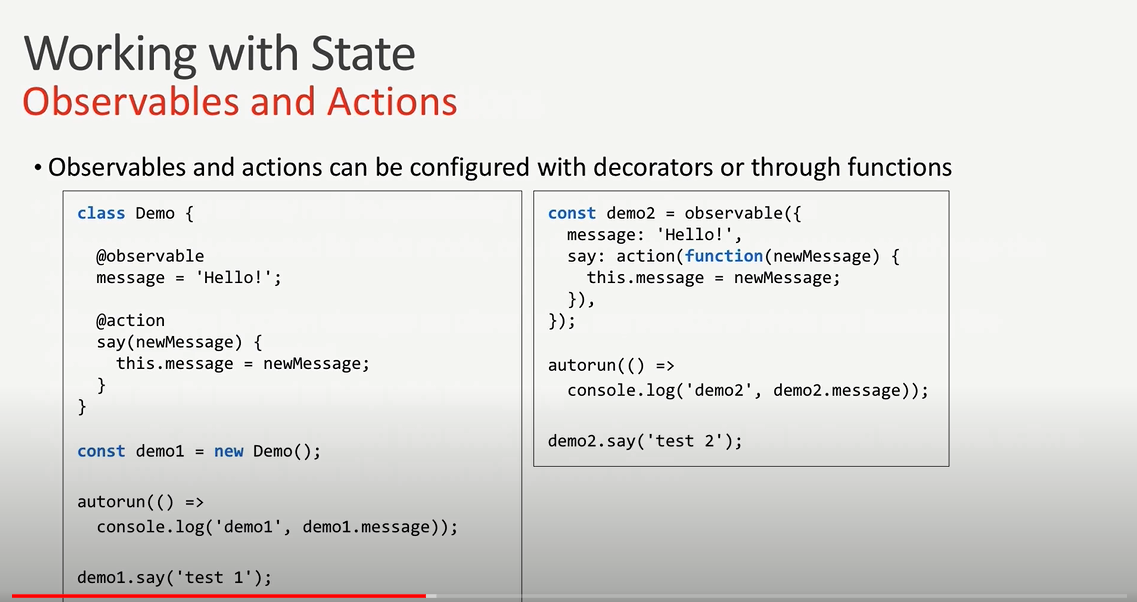 Working with State
Observables and Actions
• Observables and actions can be configured with decorators or through functions
class Demo {
@observable
message = 'Hello!';
@action
say(newMessage) {
this.message = newMessage;
}
}
const demo1 = new Demo();
autorun(() =>
console.log('demo1', demo1.message));
demo1.say('test 1');
const demo2 = observable({
message: 'Hello!',
say: action(function(newMessage) {
this.message = newMessage;
}),
});
autorun(() =>
console.log('demo2', demo2.message));
demo2.say('test 2');